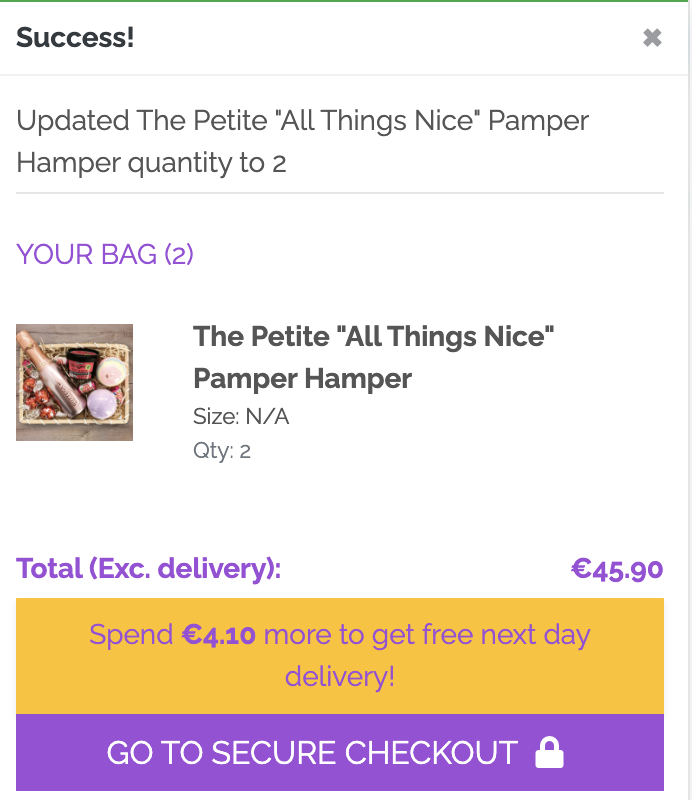 Success!
✖
Updated The Petite "All Things Nice" Pamper
Hamper quantity to 2
YOUR BAG (2)
The Petite "All Things Nice"
Pamper Hamper
Size: N/A
Qty: 2
Total (Exc. delivery):
€45.90
Spend €4.10 more to get free next day
delivery!
GO TO SECURE CHECKOUT